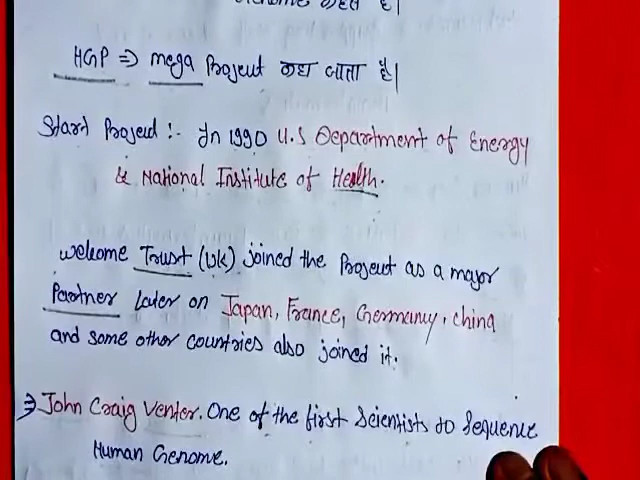 Genome कहते है|
HGP ⇒ Mega Project कहा जाता है|
Start Project :- In 1990 U.S Department of Energy
& National Institute of Health.
Welcome Trust (UK) joined the Project as a major
Partner Later on Japan, France, Germany, China
and some other countries also joined it.
⇒ John Craig Venter. One of the first Scientists to Sequence
Human Genome.